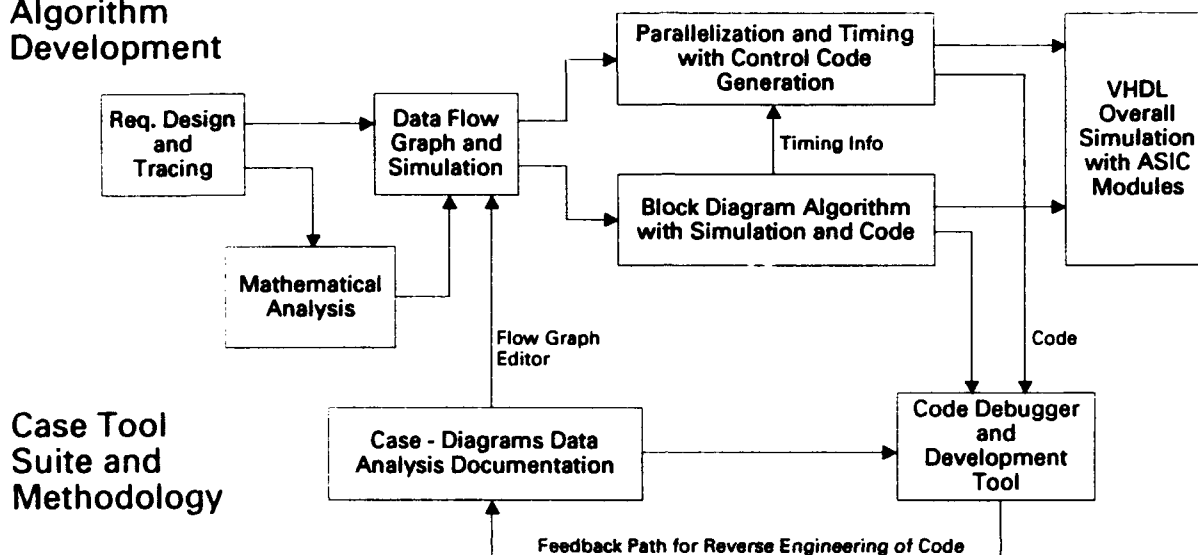 Algorithm
Development
Parallelization and Timing
with Control Code
Generation
VHDL
Overall
Simulation
with ASIC
Modules
Req. Design
and
Tracing
Data Flow
Graph and
Simulation
Timing Info
Block Diagram Algorithm
with Simulation and Code
Mathematical
Analysis
Flow Graph
Editor
Code
Case Tool
Suite and
Methodology
Case - Diagrams Data
Analysis Documentation
Code Debugger
and
Development
Tool
Feedback Path for Reverse Engineering of Code